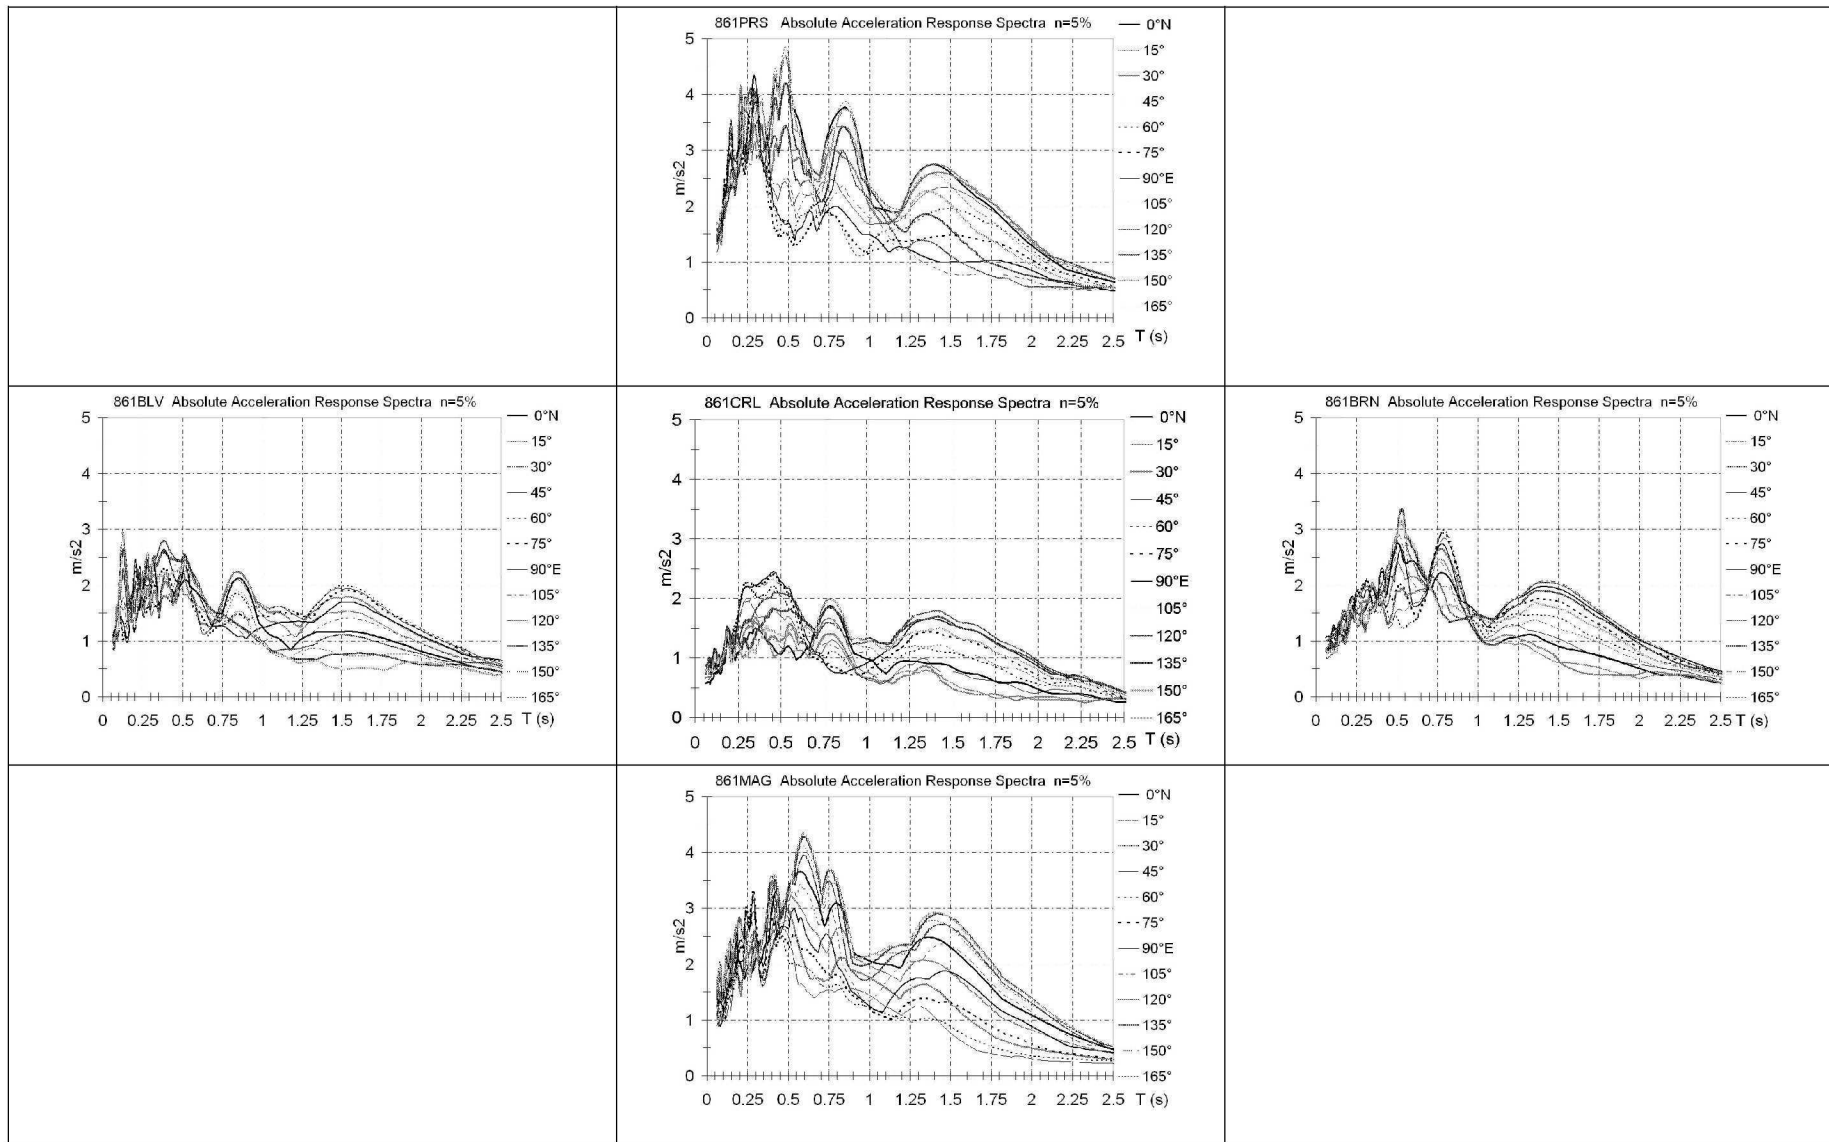 861PRS Absolute Acceleration Response Spectra n=5%
m/s2
5
4
3
2
1
0
0 0.25 0.5 0.75 1 1.25 1.5 1.75 2 2.25 2.5
T (s)
0°N
15°
30°
45°
60°
75°
90°E
105°
120°
135°
150°
165°
861BLV Absolute Acceleration Response Spectra n=5%
m/s2
5
4
3
2
1
0
0 0.25 0.5 0.75 1 1.25 1.5 1.75 2 2.25 2.5
T (s)
0°N
15°
30°
45°
60°
75°
90°E
105°
120°
135°
150°
165°
861CRL Absolute Acceleration Response Spectra n=5%
m/s2
5
4
3
2
1
0
0 0.25 0.5 0.75 1 1.25 1.5 1.75 2 2.25 2.5
T (s)
0°N
15°
30°
45°
60°
75°
90°E
105°
120°
135°
150°
165°
861BRN Absolute Acceleration Response Spectra n=5%
m/s2
5
4
3
2
1
0
0 0.25 0.5 0.75 1 1.25 1.5 1.75 2 2.25 2.5
T (s)
0°N
15°
30°
45°
60°
75°
90°E
105°
120°
135°
150°
165°
861MAG Absolute Acceleration Response Spectra n=5%
m/s2
5
4
3
2
1
0
0 0.25 0.5 0.75 1 1.25 1.5 1.75 2 2.25 2.5
T (s)
0°N
15°
30°
45°
60°
75°
90°E
105°
120°
135°
150°
165°